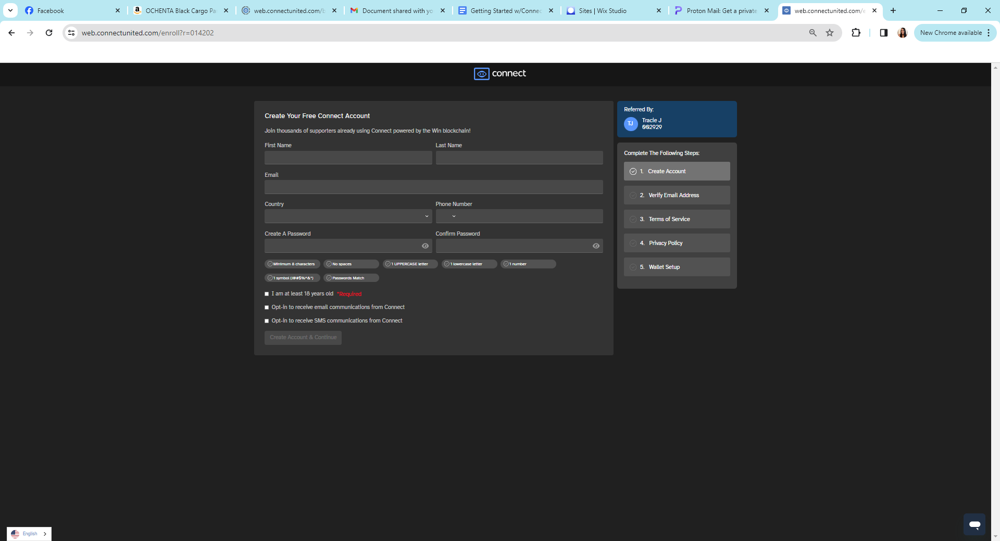 Facebook
OCHENTA Black Cargo Pa
web.connectunited.com/b
Document shared with yo
Getting Started w/Connec
Sites | Wix Studio
Proton Mail: Get a private
web.connectunited.com/e
web.connectunited.com/enroll?r=014202
New Chrome available
connect
Create Your Free Connect Account
Join thousands of supporters already using Connect powered by the Win blockchain!
First Name
Last Name
Email
Country
Phone Number
Create A Password
Confirm Password
Minimum 8 characters
No spaces
1 UPPERCASE letter
1 lowercase letter
1 number
1 symbol (!@#$%^&*)
Passwords Match
I am at least 18 years old *Required
Opt-in to receive email communications from Connect
Opt-in to receive SMS communications from Connect
Create Account & Continue
Referred By:
TJ
Tracie J
002929
Complete The Following Steps:
1. Create Account
2. Verify Email Address
3. Terms of Service
4. Privacy Policy
5. Wallet Setup
English